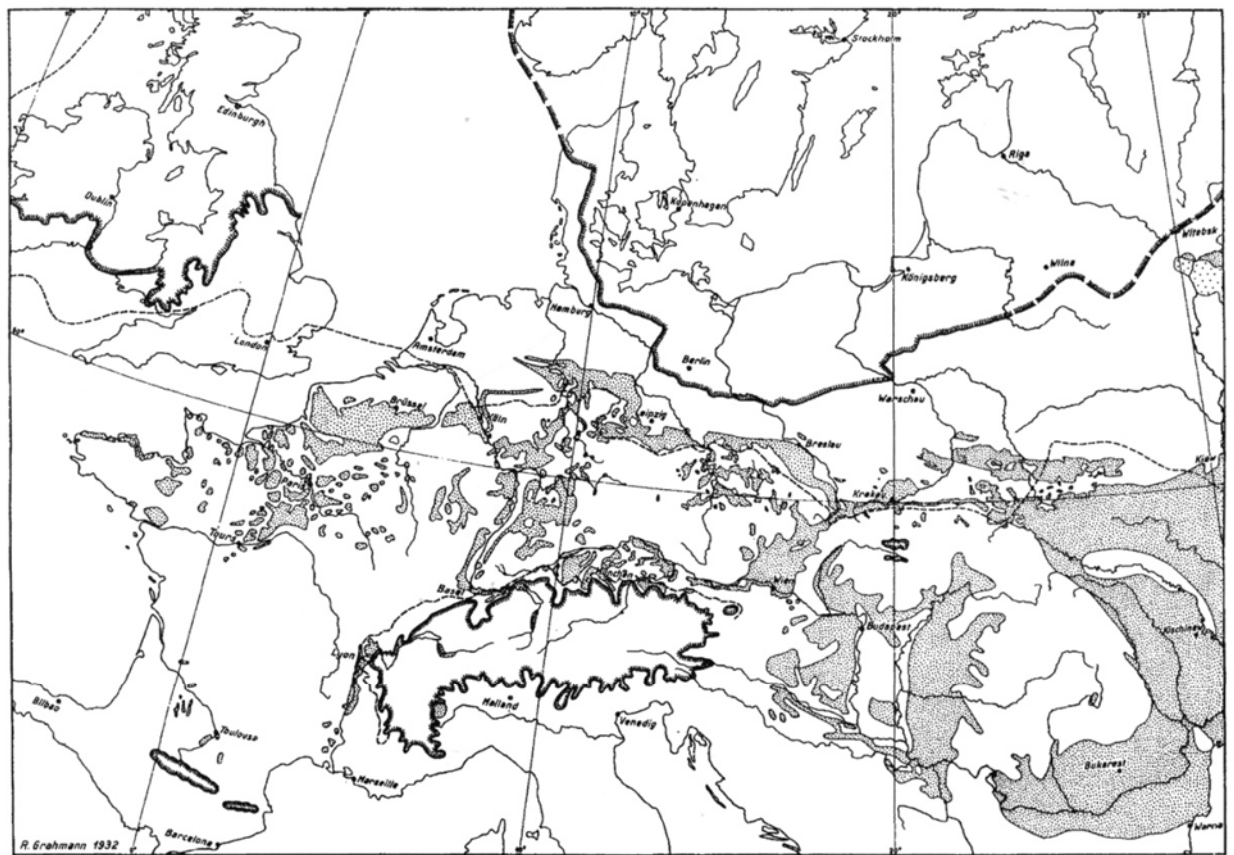 Stockholm
Edinburgh
Riga
Dublin
Kopenhagen
Witebsk
Wilna
Königsberg
Hamburg
London
Amsterdam
Berlin
Warschau
Brüssel
Köln
Leipzig
Breslau
Kiew
Paris
Krakau
Tours
München
Wien
Basel
Budapest
Kischinew
Lyon
Bilbao
Mailand
Venedig
Toulouse
Bukarest
Marseille
Warna
Barcelona
R. Grahmann 1932